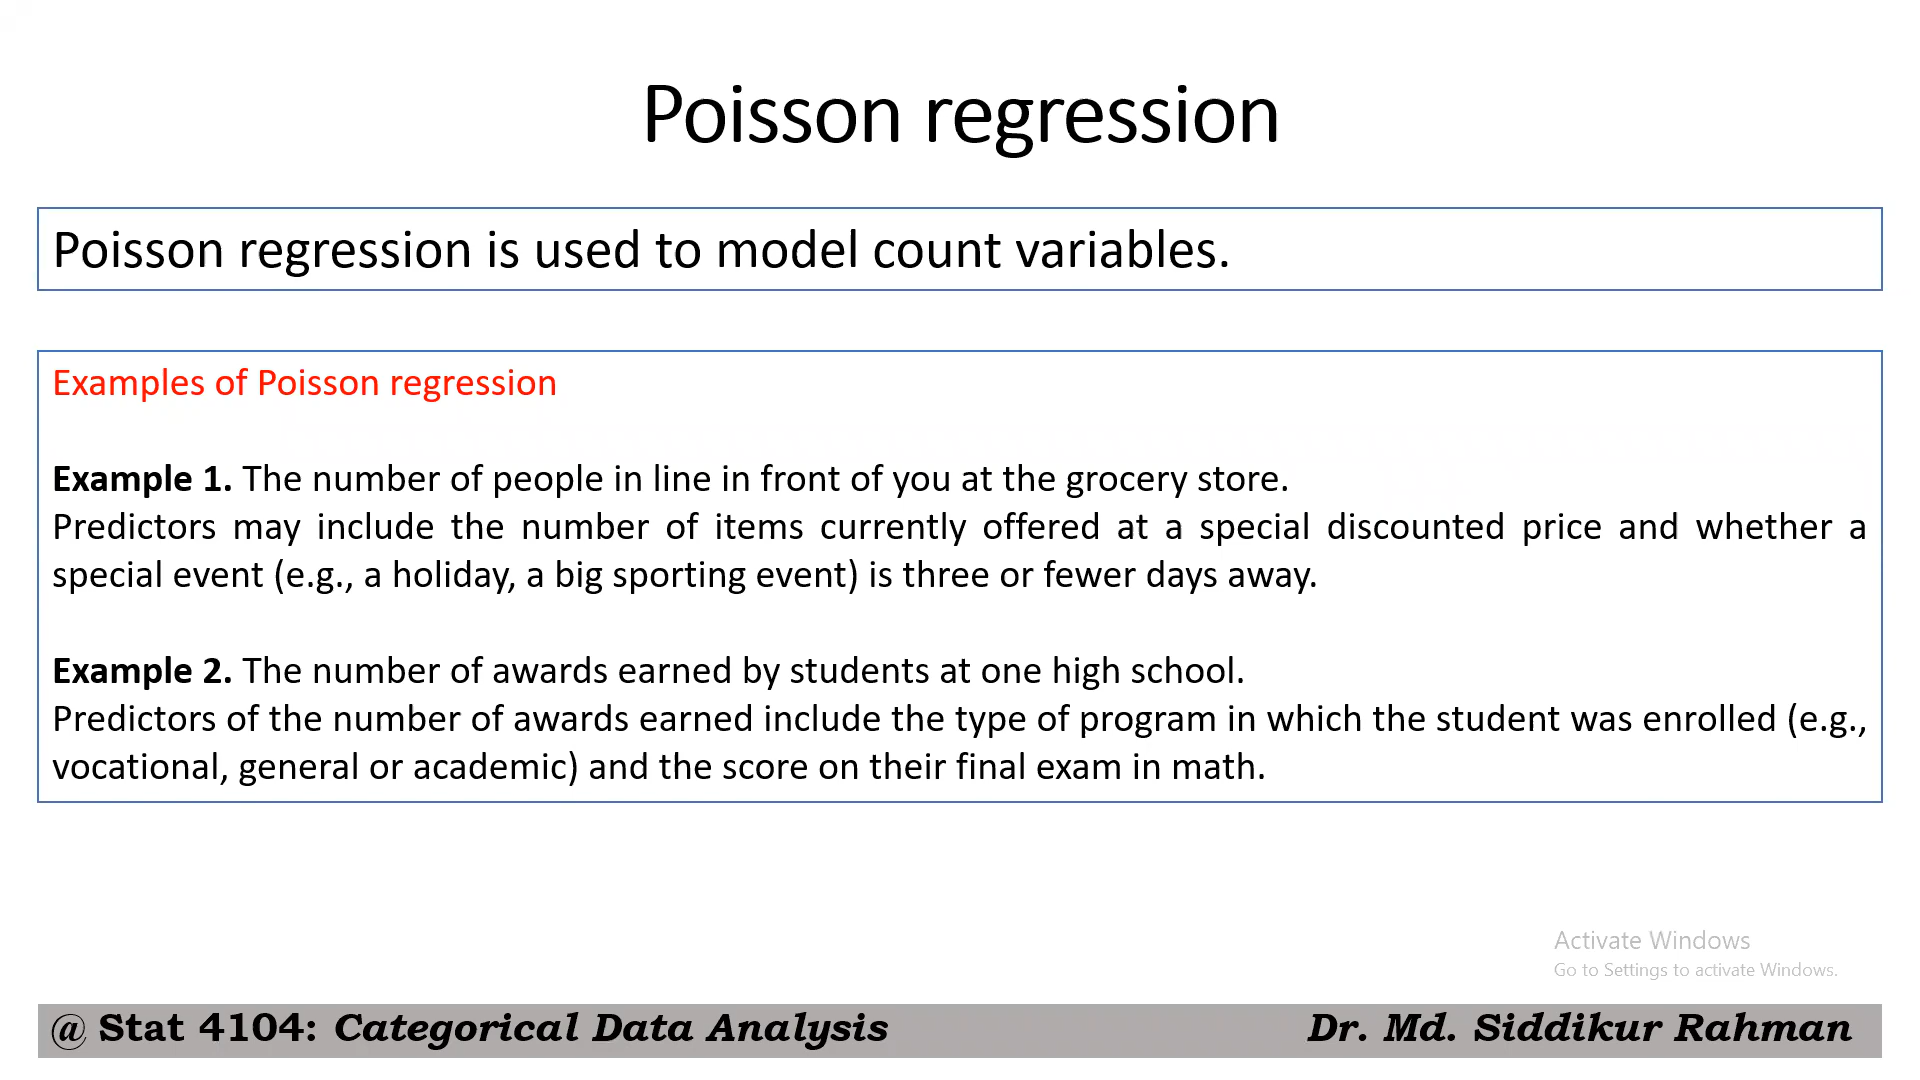 Poisson regression
Poisson regression is used to model count variables.
Examples of Poisson regression
Example 1. The number of people in line in front of you at the grocery store.
Predictors may include the number of items currently offered at a special discounted price and whether a
special event (e.g., a holiday, a big sporting event) is three or fewer days away.
Example 2. The number of awards earned by students at one high school.
Predictors of the number of awards earned include the type of program in which the student was enrolled (e.g.,
vocational, general or academic) and the score on their final exam in math.
Activate Windows
Go to Settings to activate Windows.
@ Stat 4104: Categorical Data Analysis Dr. Md. Siddikur Rahman